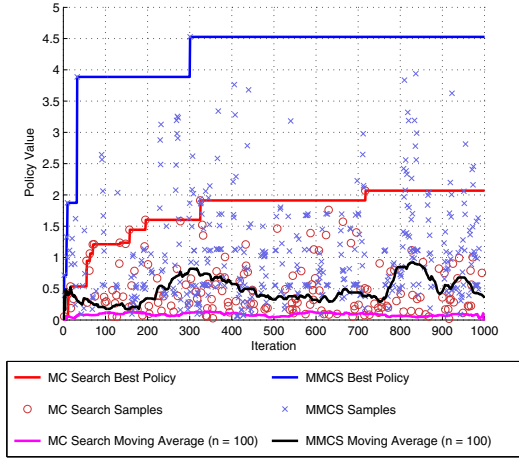 5
4.5
4
3.5
3
2.5
2
1.5
1
0.5
0
Policy Value
0 100 200 300 400 500 600 700 800 900 1000
Iteration
MC Search Best Policy MMCS Best Policy
MC Search Samples MMCS Samples
MC Search Moving Average (n = 100) MMCS Moving Average (n = 100)